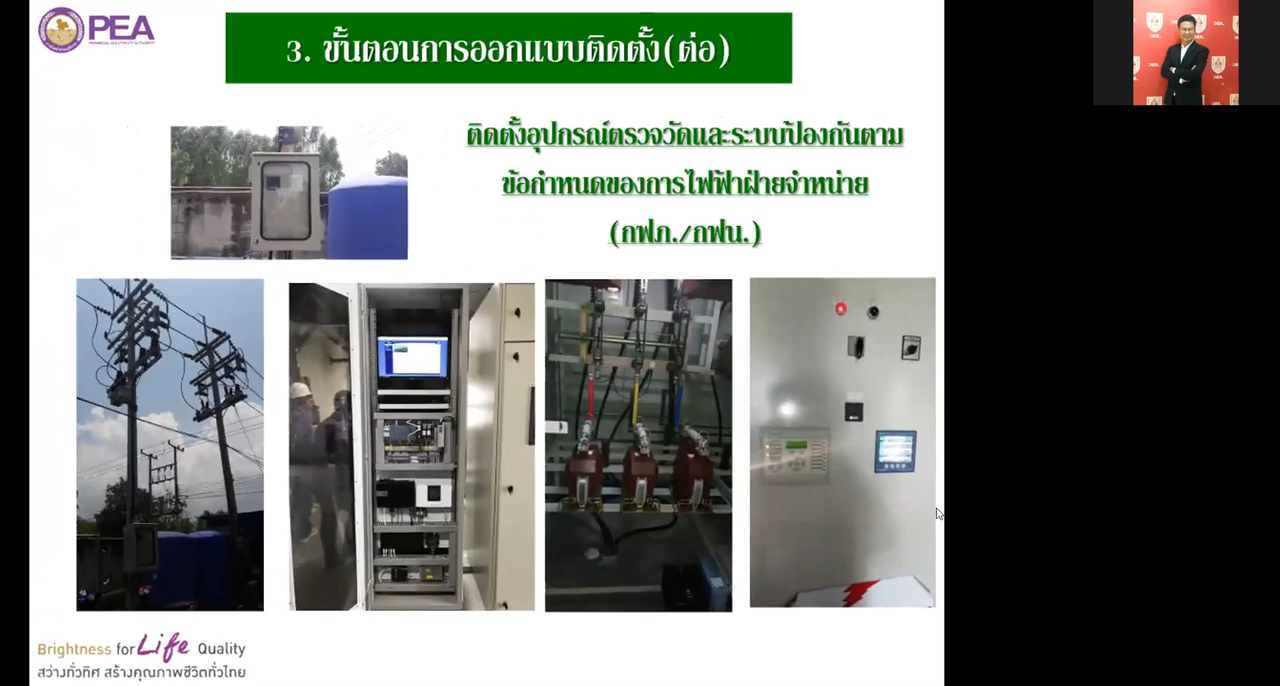 PEA
PROVINCIAL ELECTRICITY AUTHORITY
3. ขั้นตอนการออกแบบติดตั้ง(ต่อ)
ติดตั้งอุปกรณ์ตรวจวัดและระบบป้องกันตาม
ข้อกำหนดของการไฟฟ้าฝ่ายจำหน่าย
(กฟภ./กฟน.)
Brightness for Life Quality
สว่างทั่วทิศ สร้างคุณภาพชีวิตทั่วไทย